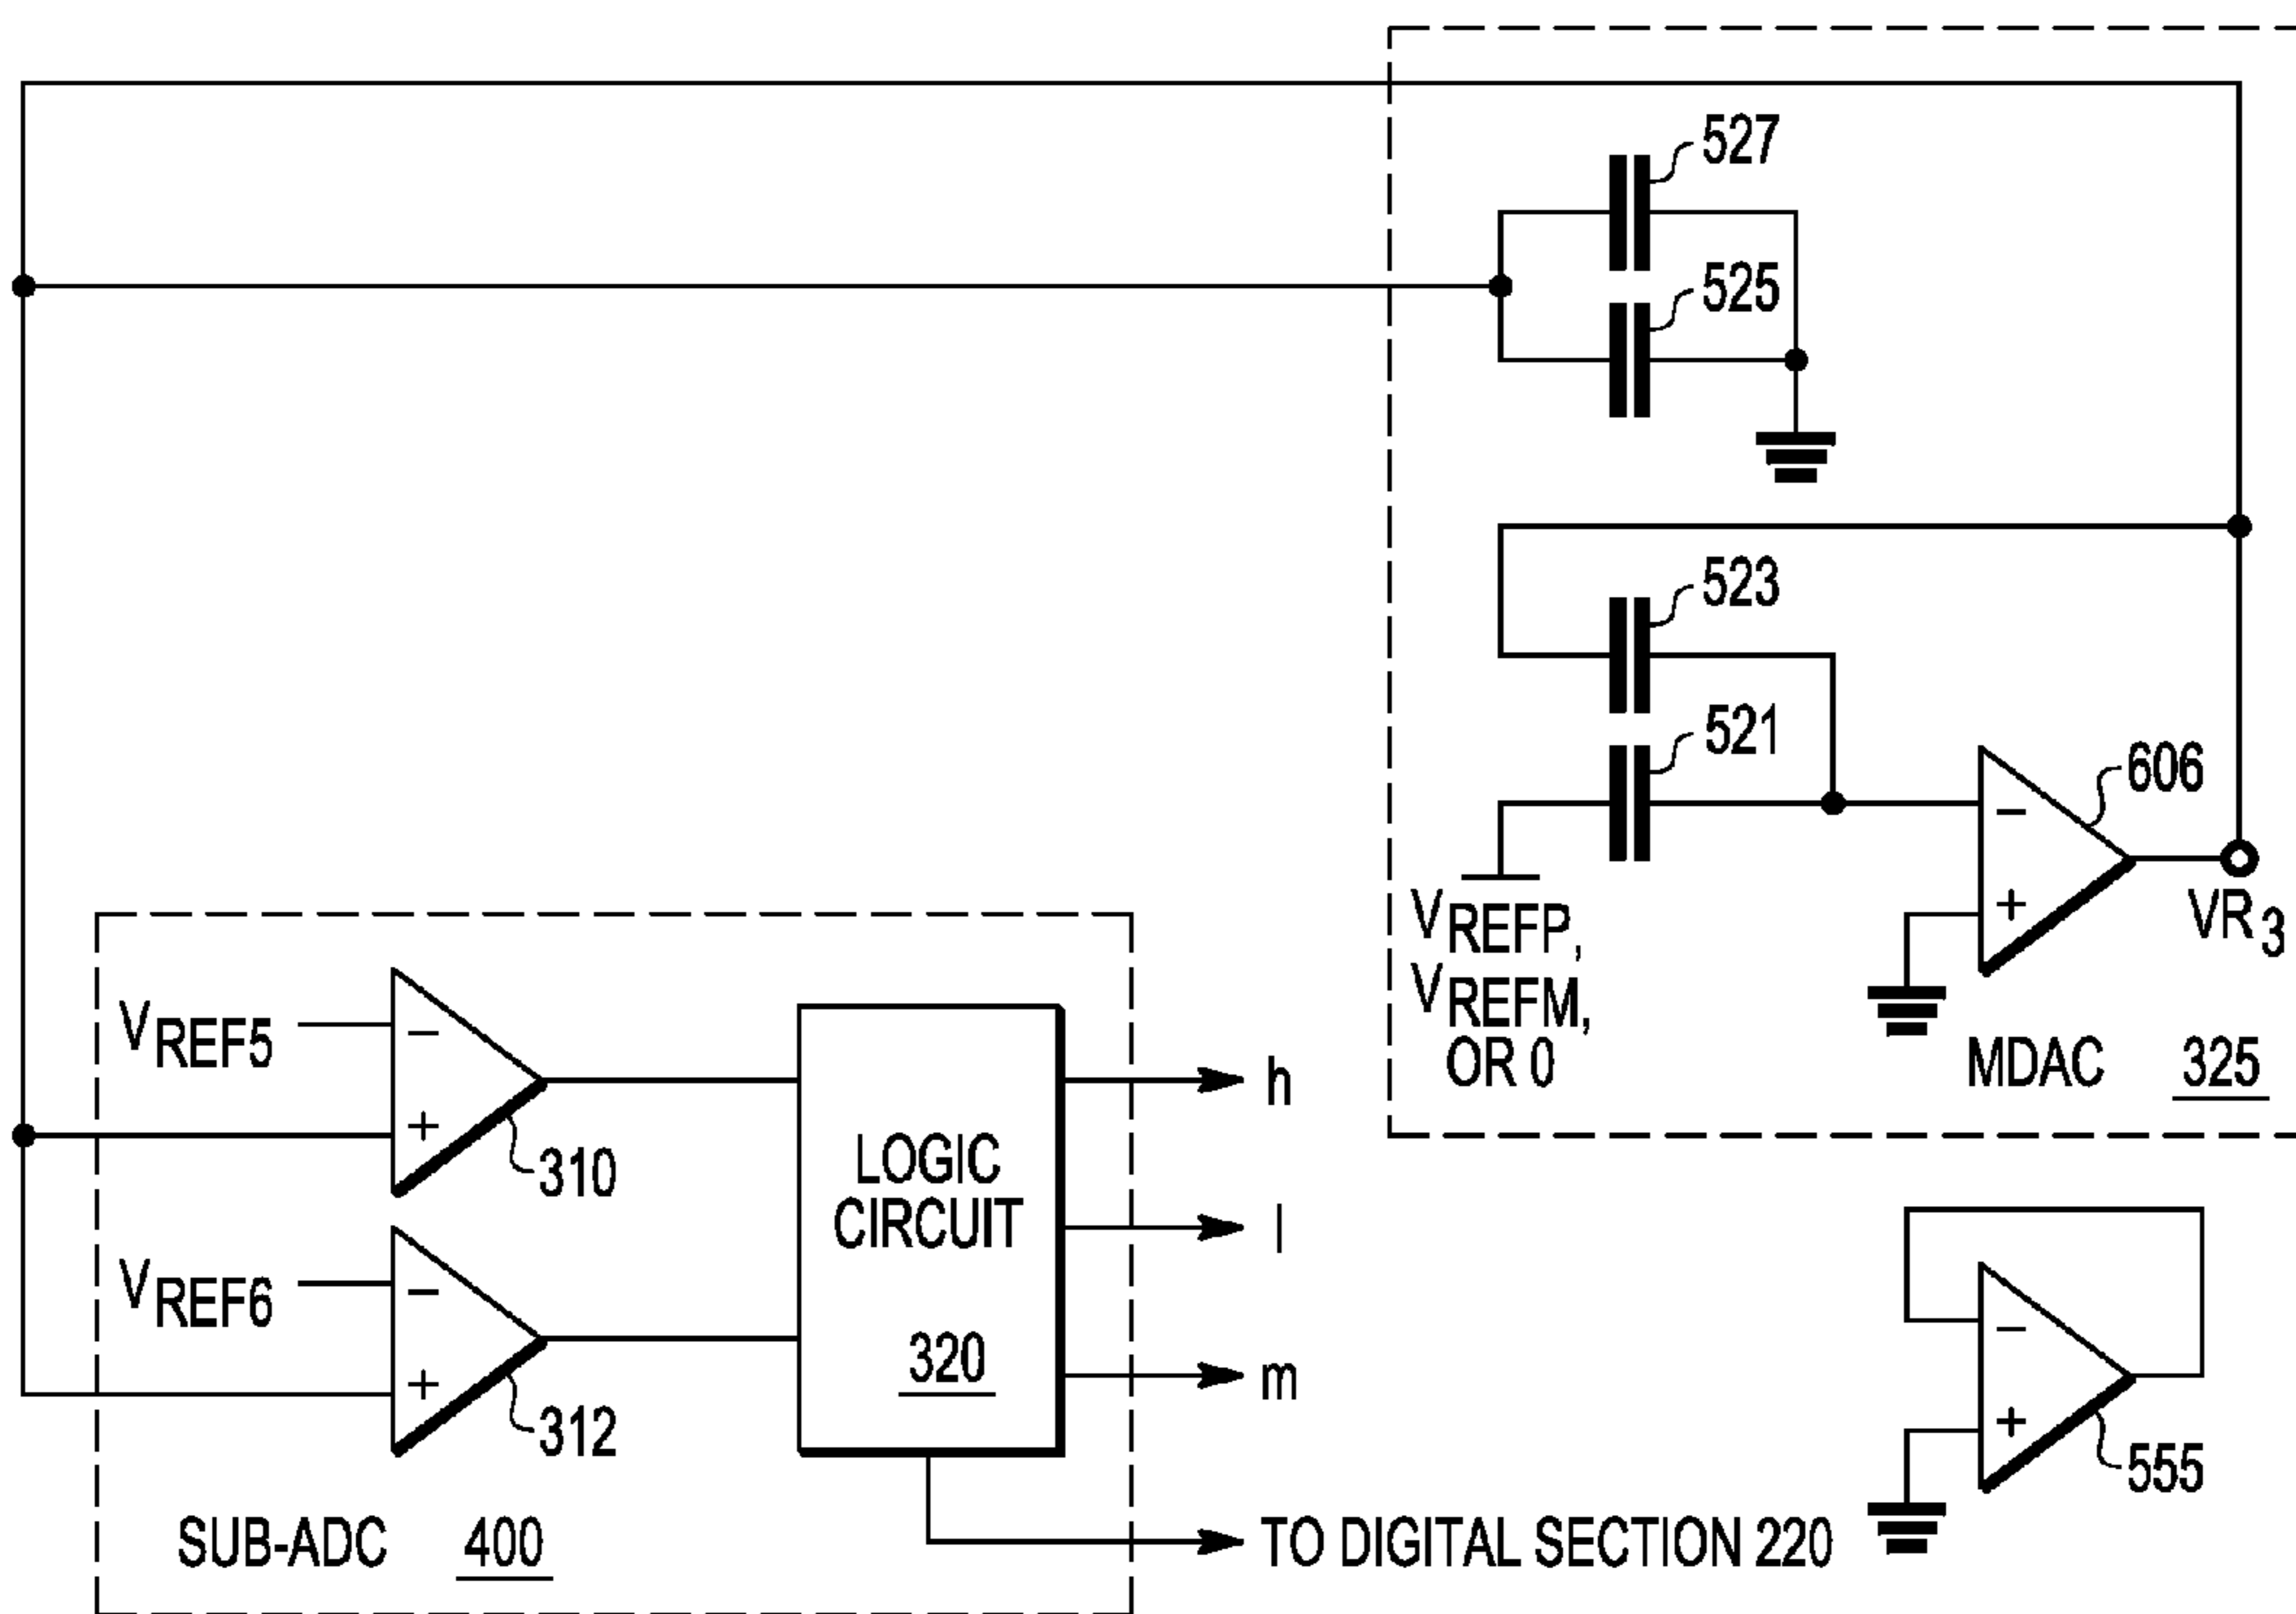 527
525
523
521
606
−
+
VREFP,
VREFM,
OR 0
VR3
MDAC 325
VREF5
−
+
310
VREF6
−
+
312
LOGIC
CIRCUIT
320
h
l
m
−
+
555
SUB-ADC 400
TO DIGITAL SECTION 220